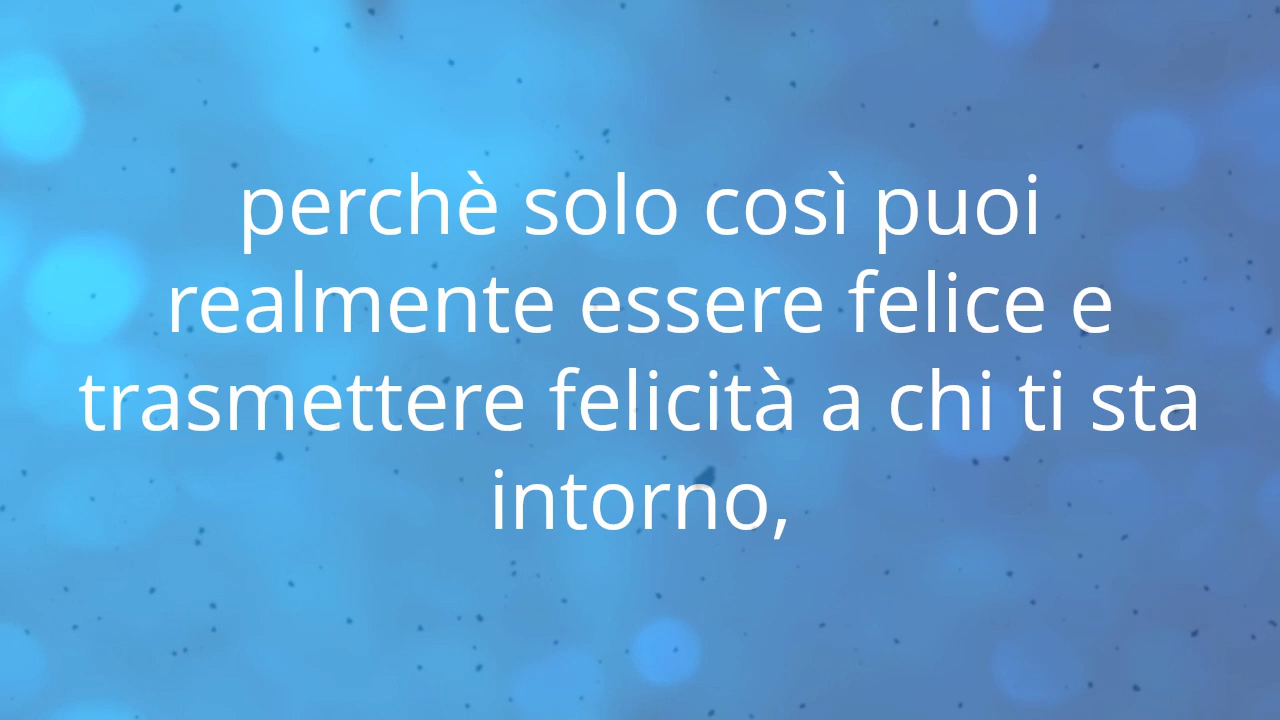 perchè solo così puoi
realmente essere felice e
trasmettere felicità a chi ti sta
intorno,